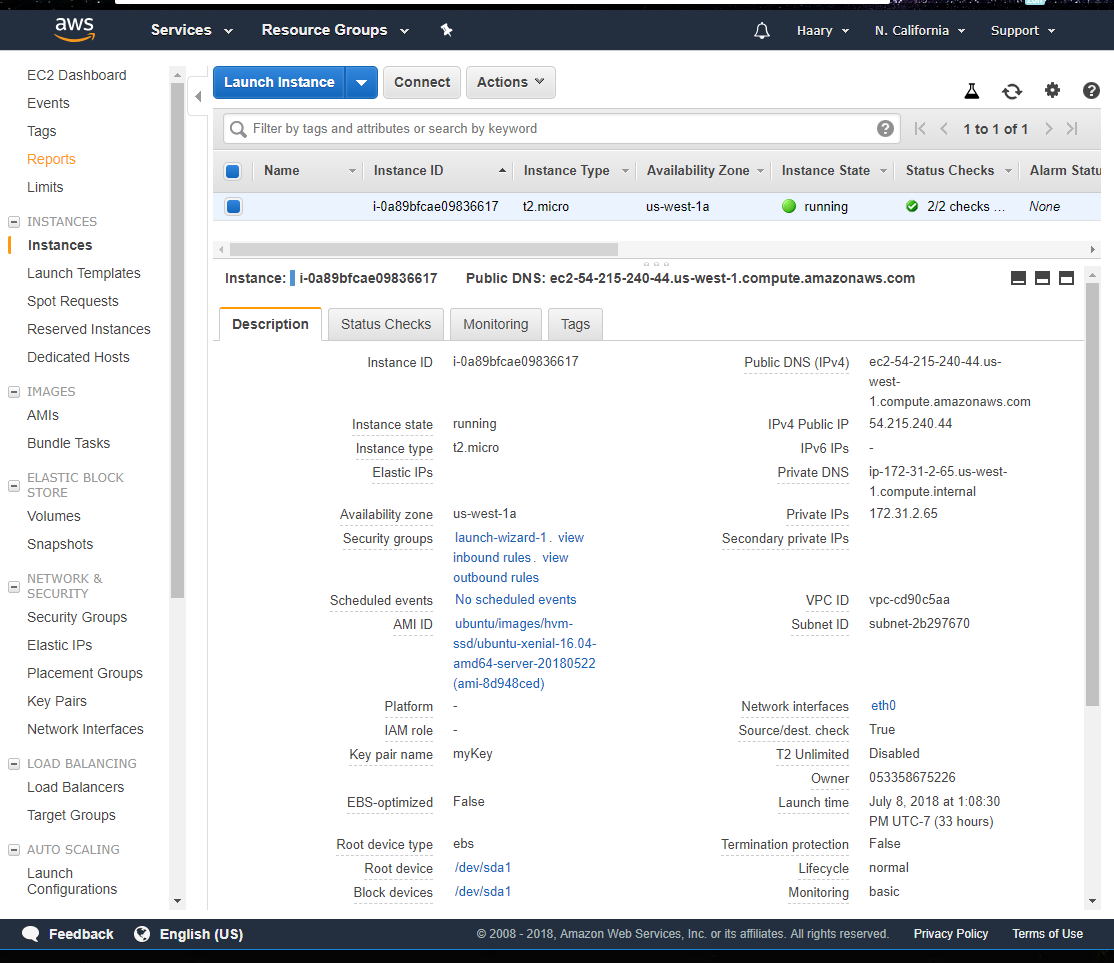 aws
Services
Resource Groups
Haary
N. California
Support
EC2 Dashboard
Events
Tags
Reports
Limits
INSTANCES
Instances
Launch Templates
Spot Requests
Reserved Instances
Dedicated Hosts
IMAGES
AMIs
Bundle Tasks
ELASTIC BLOCK
STORE
Volumes
Snapshots
NETWORK &
SECURITY
Security Groups
Elastic IPs
Placement Groups
Key Pairs
Network Interfaces
LOAD BALANCING
Load Balancers
Target Groups
AUTO SCALING
Launch
Configurations
Launch Instance
Connect
Actions
Filter by tags and attributes or search by keyword
1 to 1 of 1
Name Instance ID Instance Type Availability Zone Instance State Status Checks Alarm Statu
i-0a89bfcae09836617 t2.micro us-west-1a running 2/2 checks ... None
Instance: i-0a89bfcae09836617 Public DNS: ec2-54-215-240-44.us-west-1.compute.amazonaws.com
Description Status Checks Monitoring Tags
Instance ID i-0a89bfcae09836617
Instance state running
Instance type t2.micro
Elastic IPs
Availability zone us-west-1a
Security groups launch-wizard-1. view
inbound rules. view
outbound rules
Scheduled events No scheduled events
AMI ID ubuntu/images/hvm-
ssd/ubuntu-xenial-16.04-
amd64-server-20180522
(ami-8d948ced)
Platform -
IAM role -
Key pair name myKey
EBS-optimized False
Root device type ebs
Root device /dev/sda1
Block devices /dev/sda1
Public DNS (IPv4) ec2-54-215-240-44.us-
west-
1.compute.amazonaws.com
IPv4 Public IP 54.215.240.44
IPv6 IPs -
Private DNS ip-172-31-2-65.us-west-
1.compute.internal
Private IPs 172.31.2.65
Secondary private IPs
VPC ID vpc-cd90c5aa
Subnet ID subnet-2b297670
Network interfaces eth0
Source/dest. check True
T2 Unlimited Disabled
Owner 053358675226
Launch time July 8, 2018 at 1:08:30
PM UTC-7 (33 hours)
Termination protection False
Lifecycle normal
Monitoring basic
Feedback
English (US)
© 2008 - 2018, Amazon Web Services, Inc. or its affiliates. All rights reserved.
Privacy Policy
Terms of Use